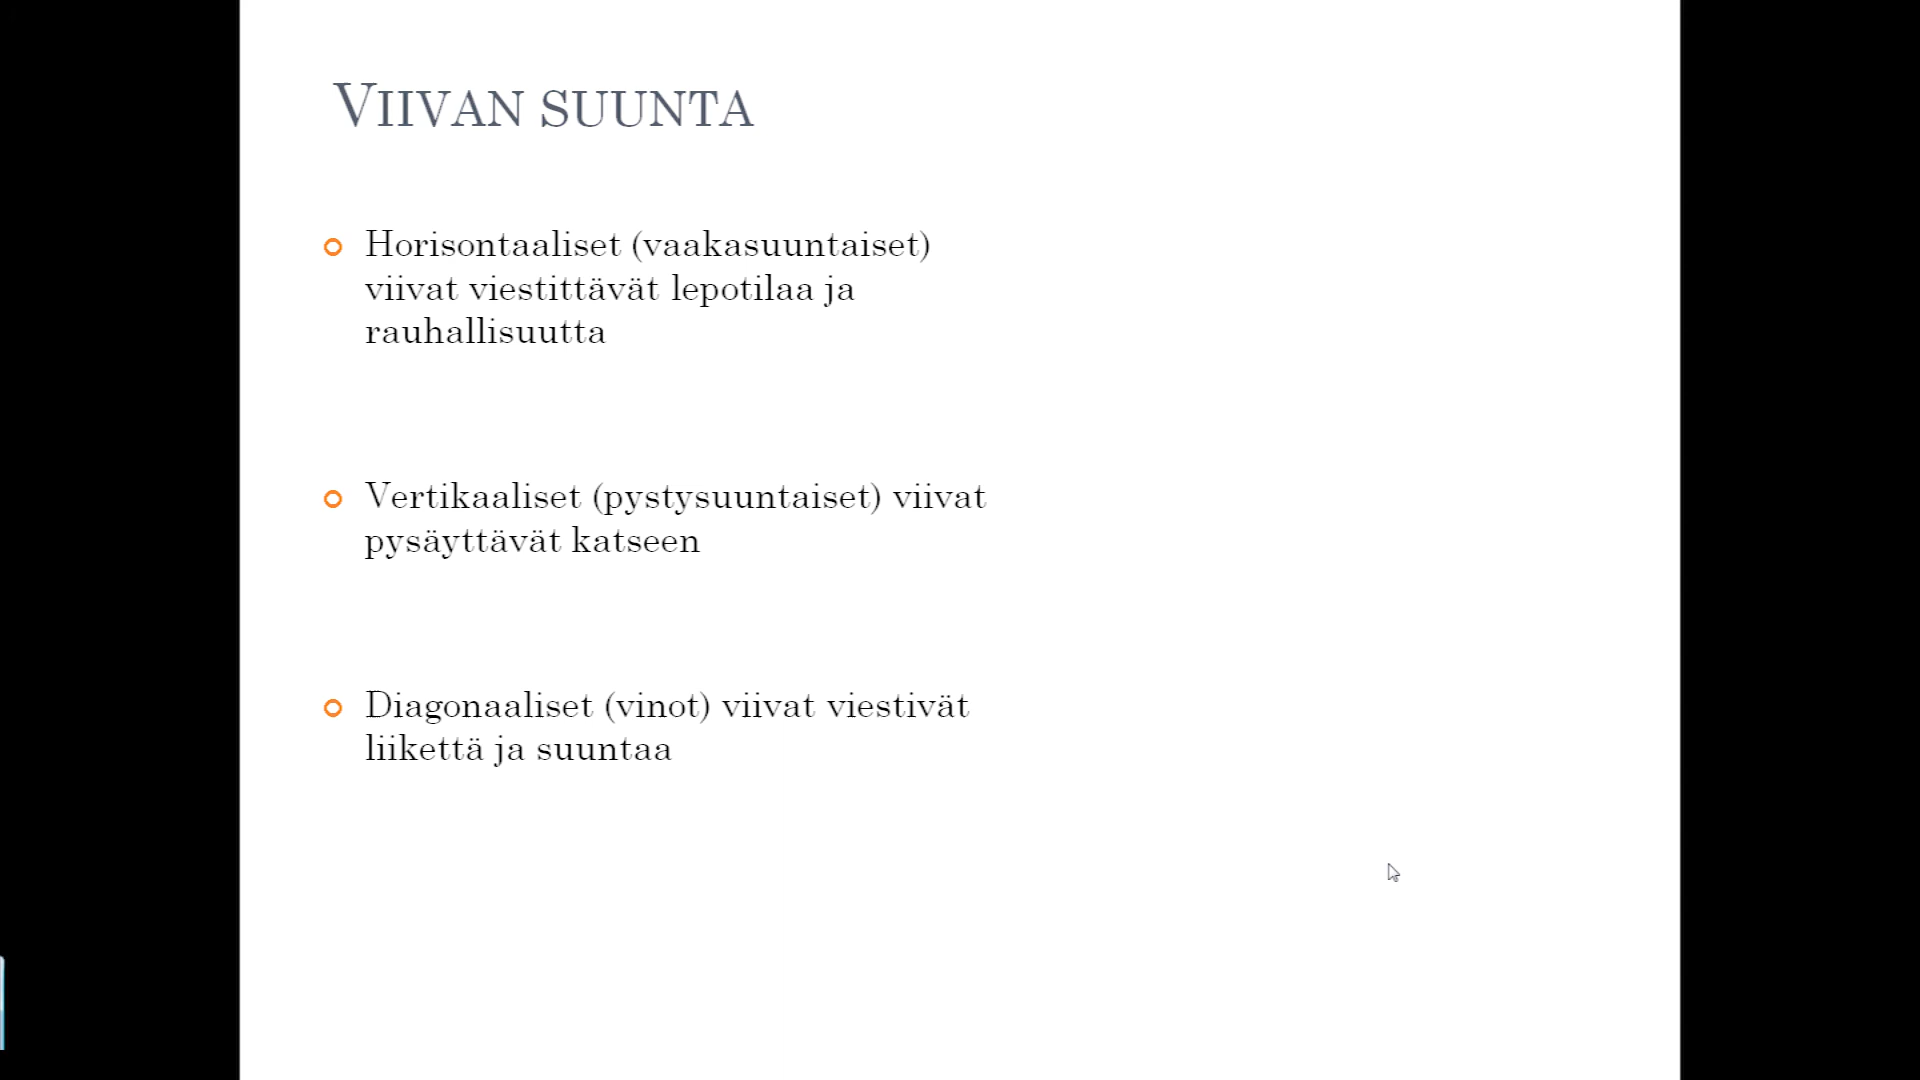 VIIVAN SUUNTA
Horisontaaliset (vaakasuuntaiset)
viivat viestittävät lepotilaa ja
rauhallisuutta
Vertikaaliset (pystysuuntaiset) viivat
pysäyttävät katseen
Diagonaaliset (vinot) viivat viestivät
liikettä ja suuntaa